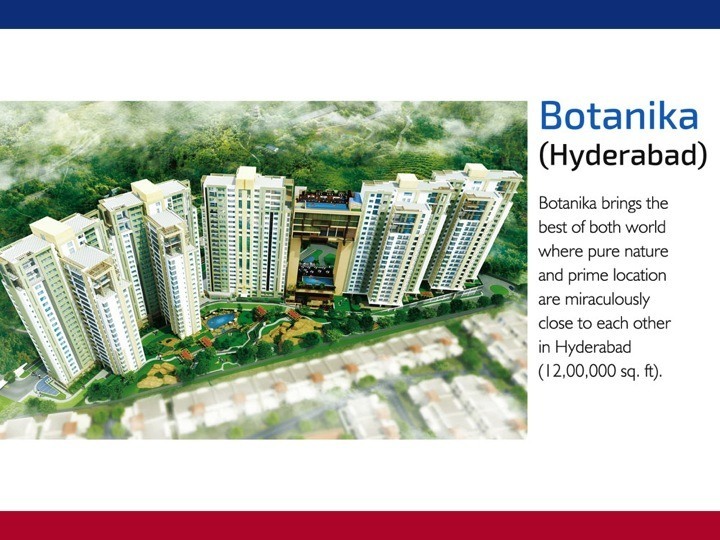 Botanika
(Hyderabad)
Botanika brings the
best of both world
where pure nature
and prime location
are miraculously
close to each other
in Hyderabad
(12,00,000 sq. ft).